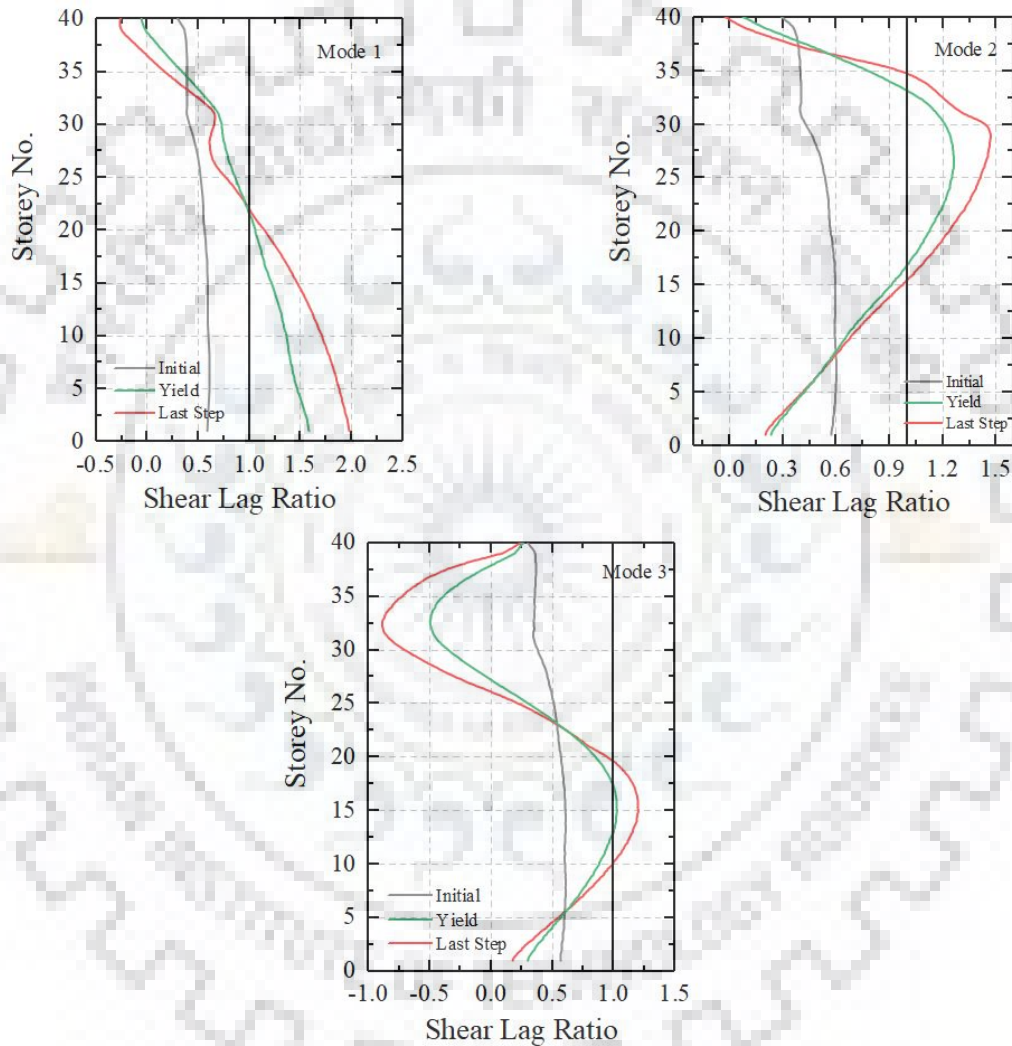 40
35
30
25
20
15
10
5
0
Storey No.
Mode 1
Initial
Yield
Last Step
-0.5 0.0 0.5 1.0 1.5 2.0 2.5
Shear Lag Ratio
40
35
30
25
20
15
10
5
0
Storey No.
Mode 2
Initial
Yield
Last Step
0.0 0.3 0.6 0.9 1.2 1.5
Shear Lag Ratio
40
35
30
25
20
15
10
5
0
Storey No.
Mode 3
Initial
Yield
Last Step
-1.0 -0.5 0.0 0.5 1.0 1.5
Shear Lag Ratio